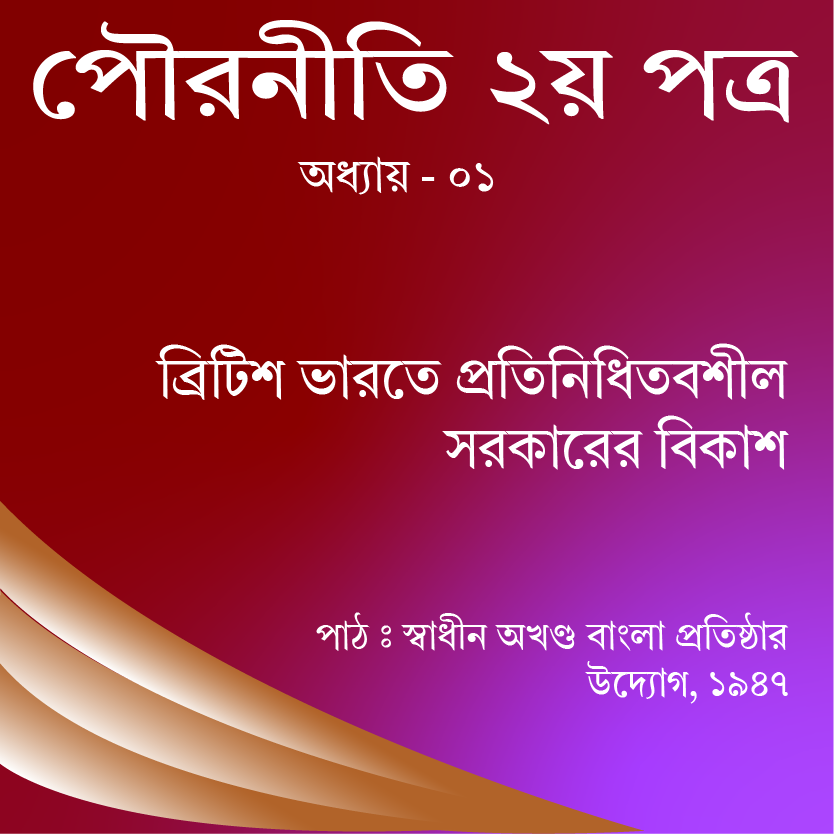 পৌরনীতি ২য় পত্র
অধ্যায় - ০১
ব্রিটিশ ভারতে প্রতিনিধিতবশীল
সরকারের বিকাশ
পাঠ ঃ স্বাধীন অখণ্ড বাংলা প্রতিষ্ঠার
উদ্যোগ, ১৯৪৭